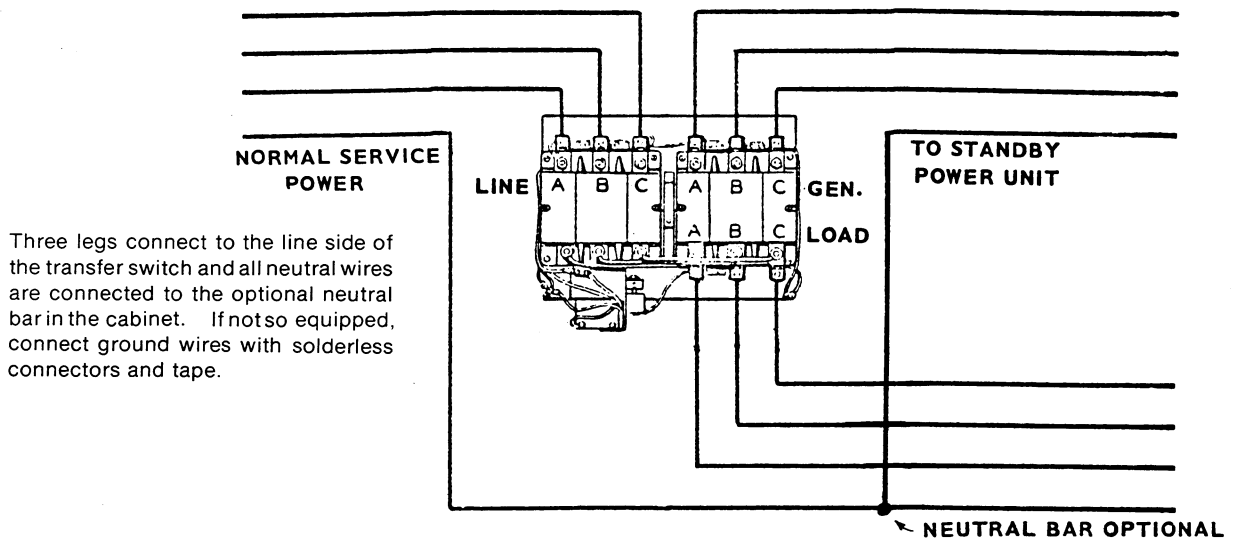 NORMAL SERVICE
POWER
TO STANDBY
POWER UNIT
LINE
A B C
A B C
GEN.
A B C
LOAD
Three legs connect to the line side of
the transfer switch and all neutral wires
are connected to the optional neutral
bar in the cabinet. If not so equipped,
connect ground wires with solderless
connectors and tape.
NEUTRAL BAR OPTIONAL